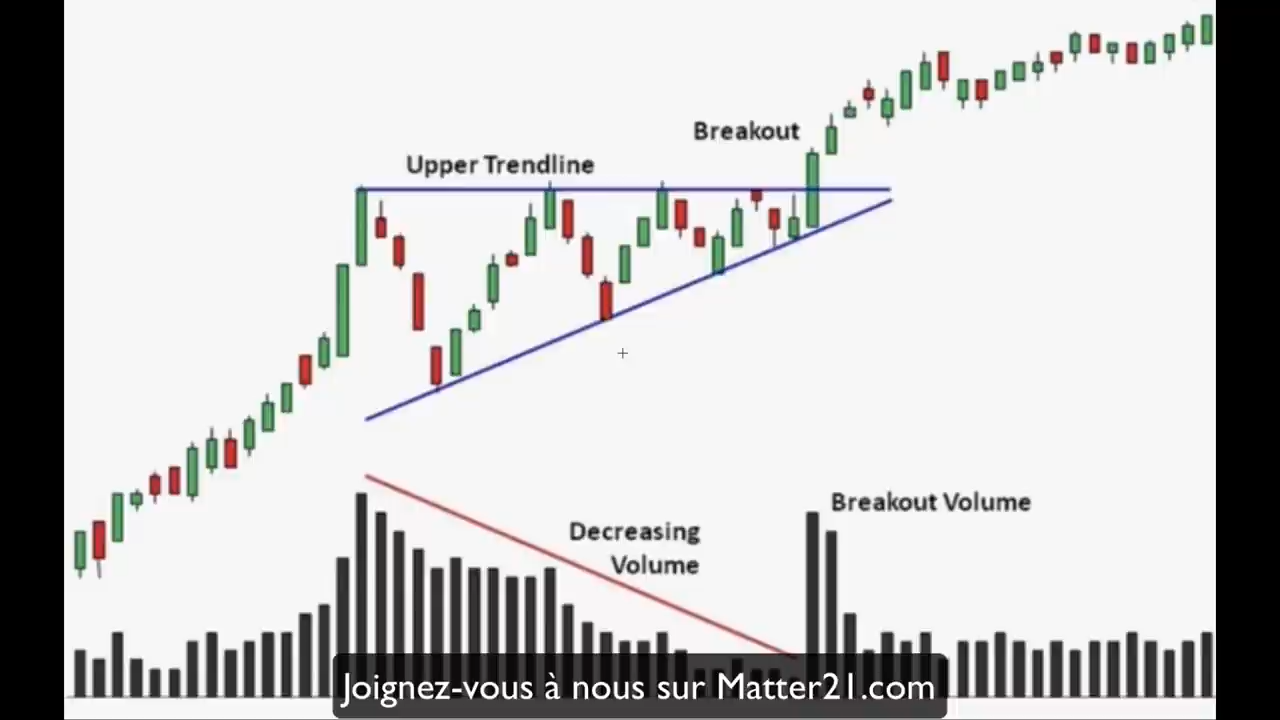 Breakout
Upper Trendline
Breakout Volume
Decreasing
Volume
Joignez-vous à nous sur Matter21.com